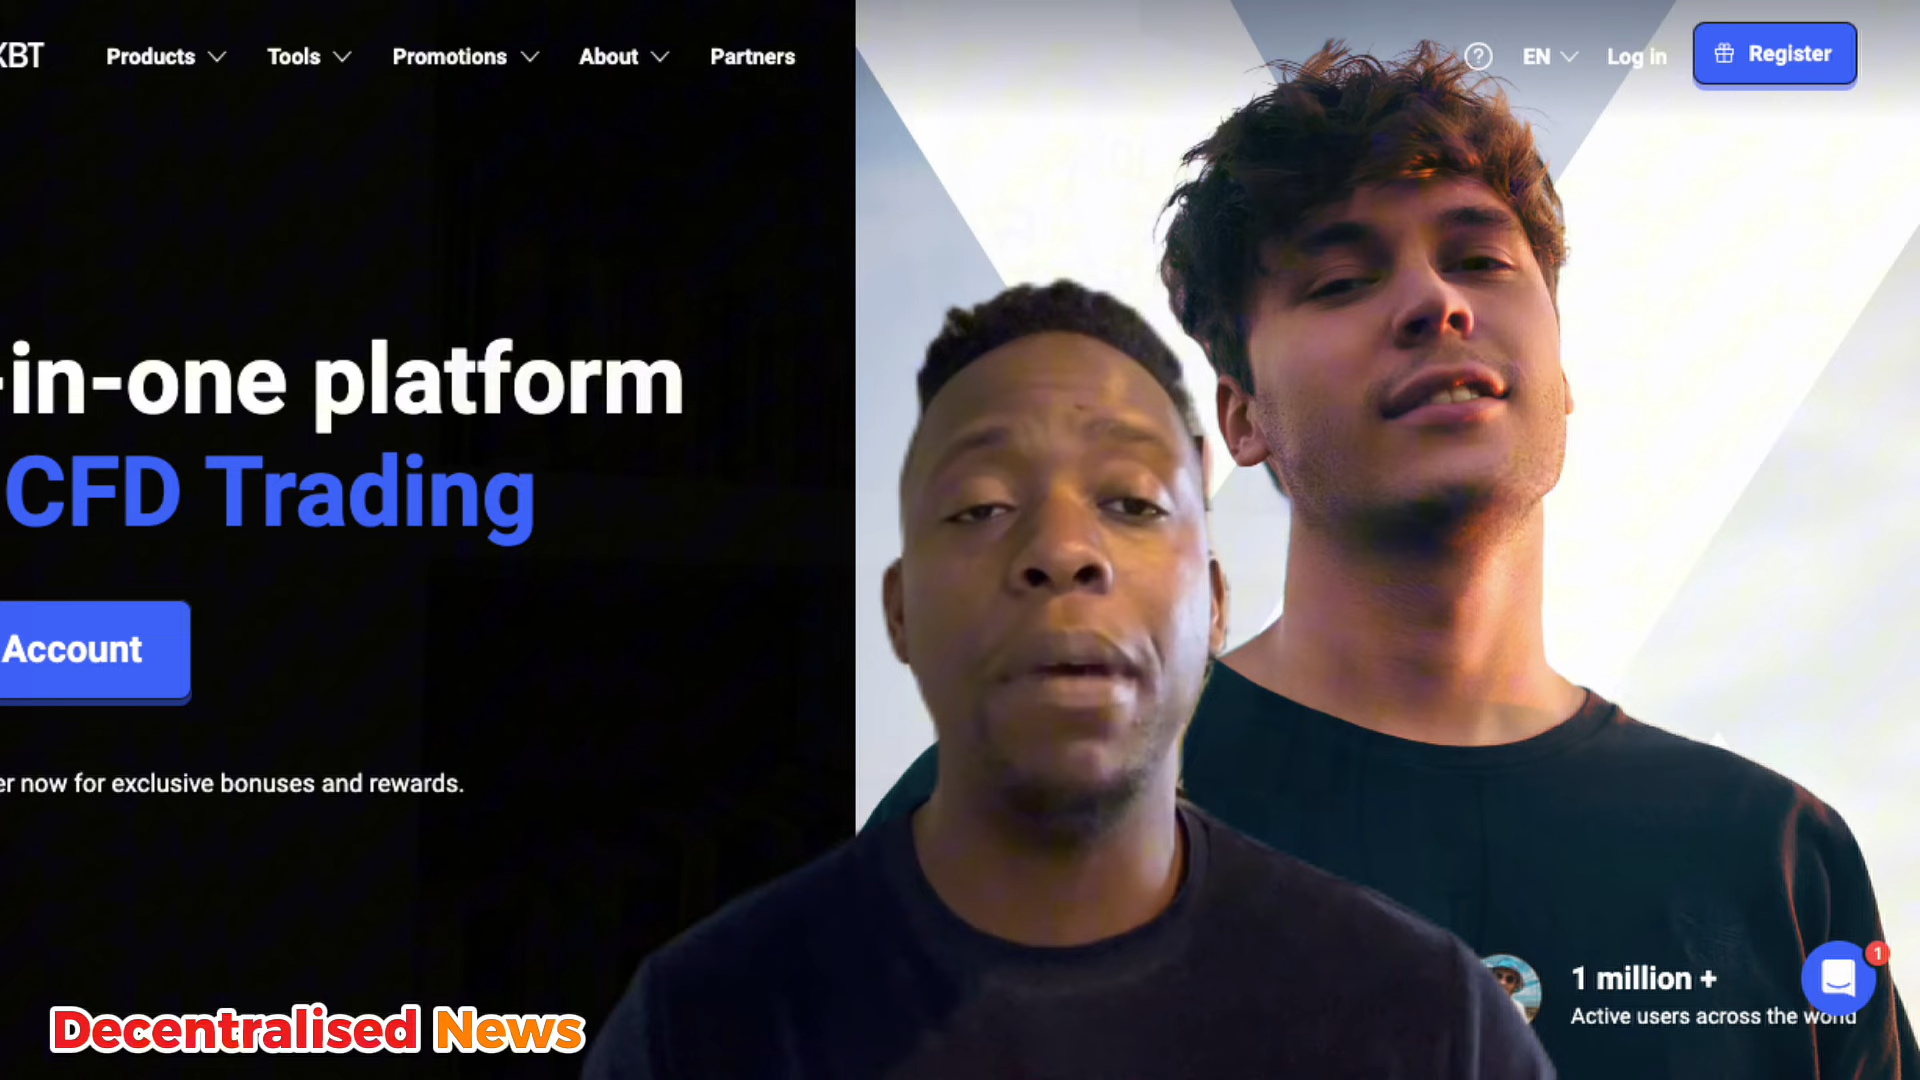 XBT Products Tools Promotions About Partners EN Log in Register
-in-one platform
CFD Trading
Account
er now for exclusive bonuses and rewards.
1
1 million +
Active users across the world
Decentralised News